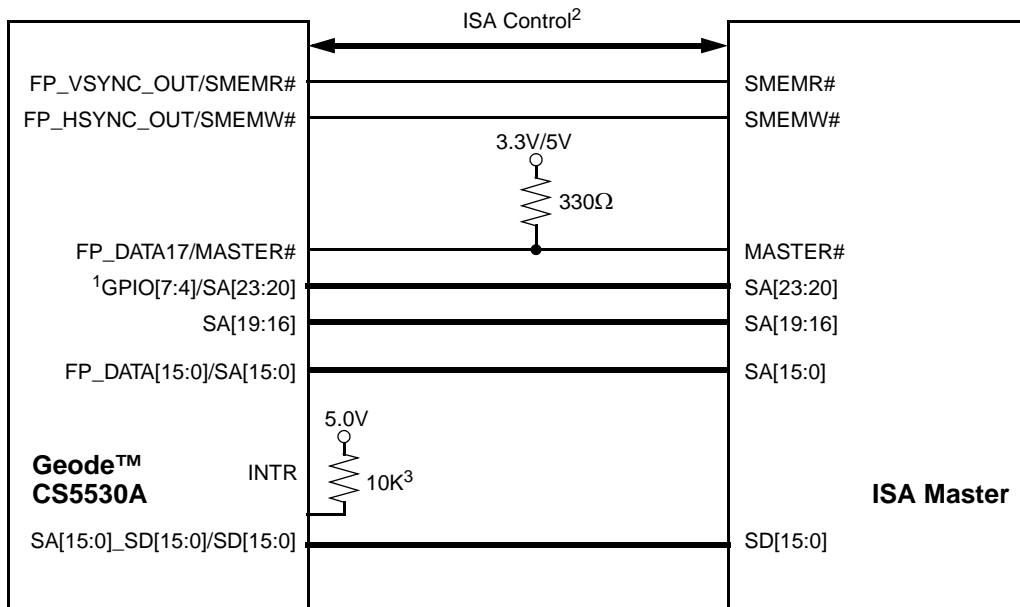 ISA Control²
FP_VSYNC_OUT/SMEMR# SMEMR#
FP_HSYNC_OUT/SMEMW# SMEMW#
3.3V/5V
330Ω
FP_DATA17/MASTER# MASTER#
¹GPIO[7:4]/SA[23:20] SA[23:20]
SA[19:16] SA[19:16]
FP_DATA[15:0]/SA[15:0] SA[15:0]
5.0V
Geode™
CS5530A
INTR
10K³
ISA Master
SA[15:0]_SD[15:0]/SD[15:0] SD[15:0]